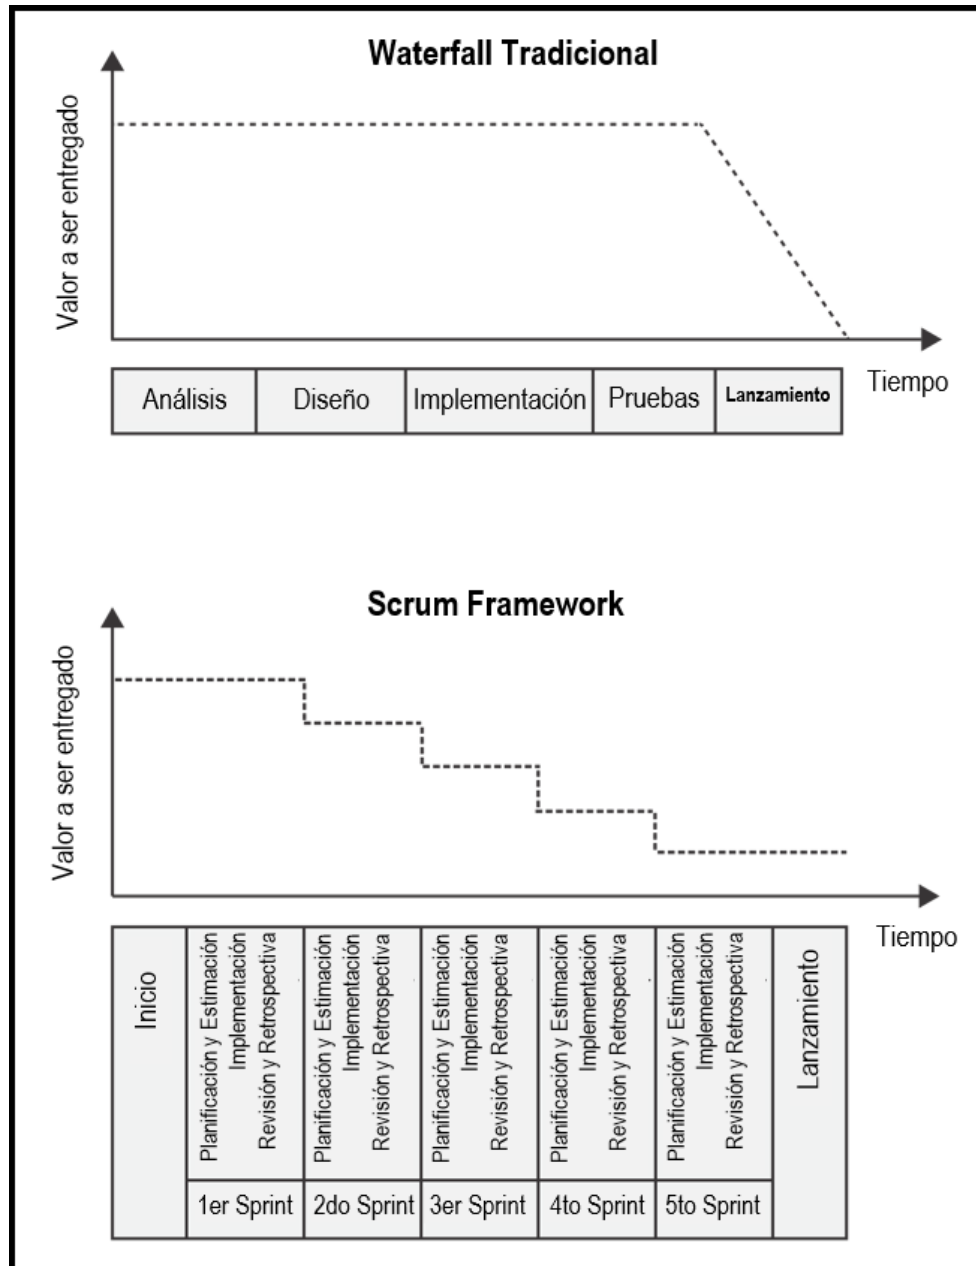 Waterfall Tradicional
Valor a ser entregado
Tiempo
Análisis
Diseño
Implementación
Pruebas
Lanzamiento
Scrum Framework
Valor a ser entregado
Tiempo
Inicio
Planificación y Estimación
Implementación
Revisión y Retrospectiva
1er Sprint
Planificación y Estimación
Implementación
Revisión y Retrospectiva
2do Sprint
Planificación y Estimación
Implementación
Revisión y Retrospectiva
3er Sprint
Planificación y Estimación
Implementación
Revisión y Retrospectiva
4to Sprint
Planificación y Estimación
Implementación
Revisión y Retrospectiva
5to Sprint
Lanzamiento